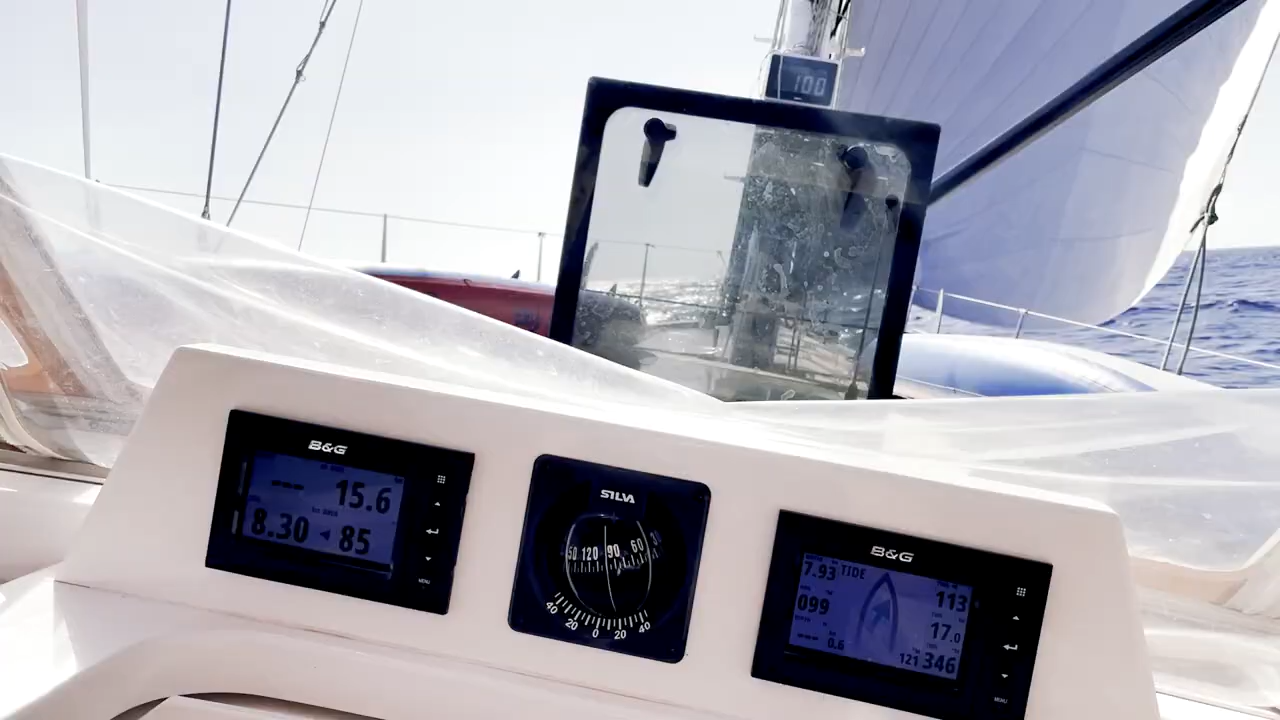 100
B&G
15.6
8.30 ◄ 85
MENU
SILVA
50 120 90 60
40 20 0 20 40
B&G
7.93 TIDE
113
099
17.0
0.6
121 346
MENU